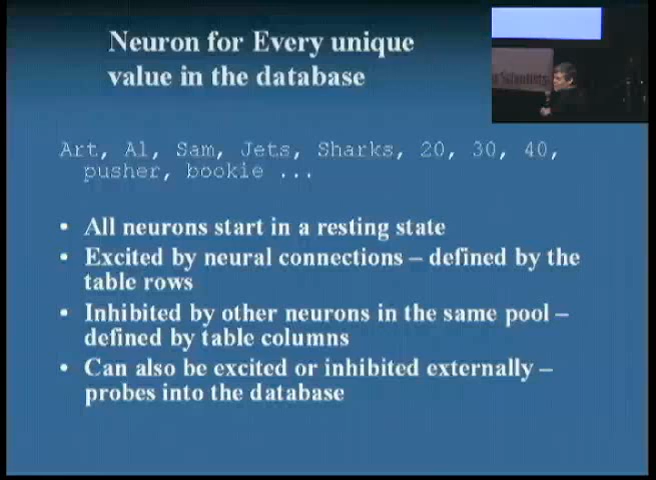 Neuron for Every unique
value in the database
Art, Al, Sam, Jets, Sharks, 20, 30, 40,
pusher, bookie ...
• All neurons start in a resting state
• Excited by neural connections – defined by the
table rows
• Inhibited by other neurons in the same pool –
defined by table columns
• Can also be excited or inhibited externally –
probes into the database